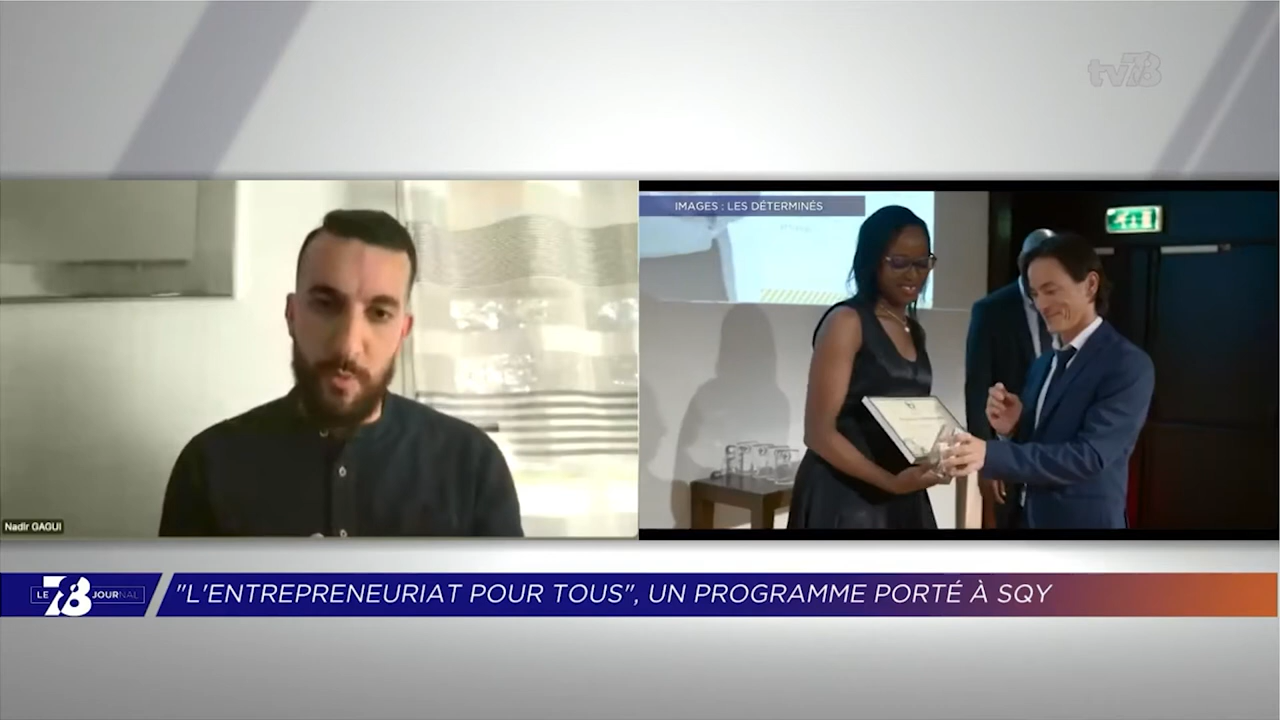 tv78
IMAGES : LES DÉTERMINÉS
Nadir GAGUI
LE 78 JOURNAL
"L'ENTREPRENEURIAT POUR TOUS", UN PROGRAMME PORTÉ À SQY